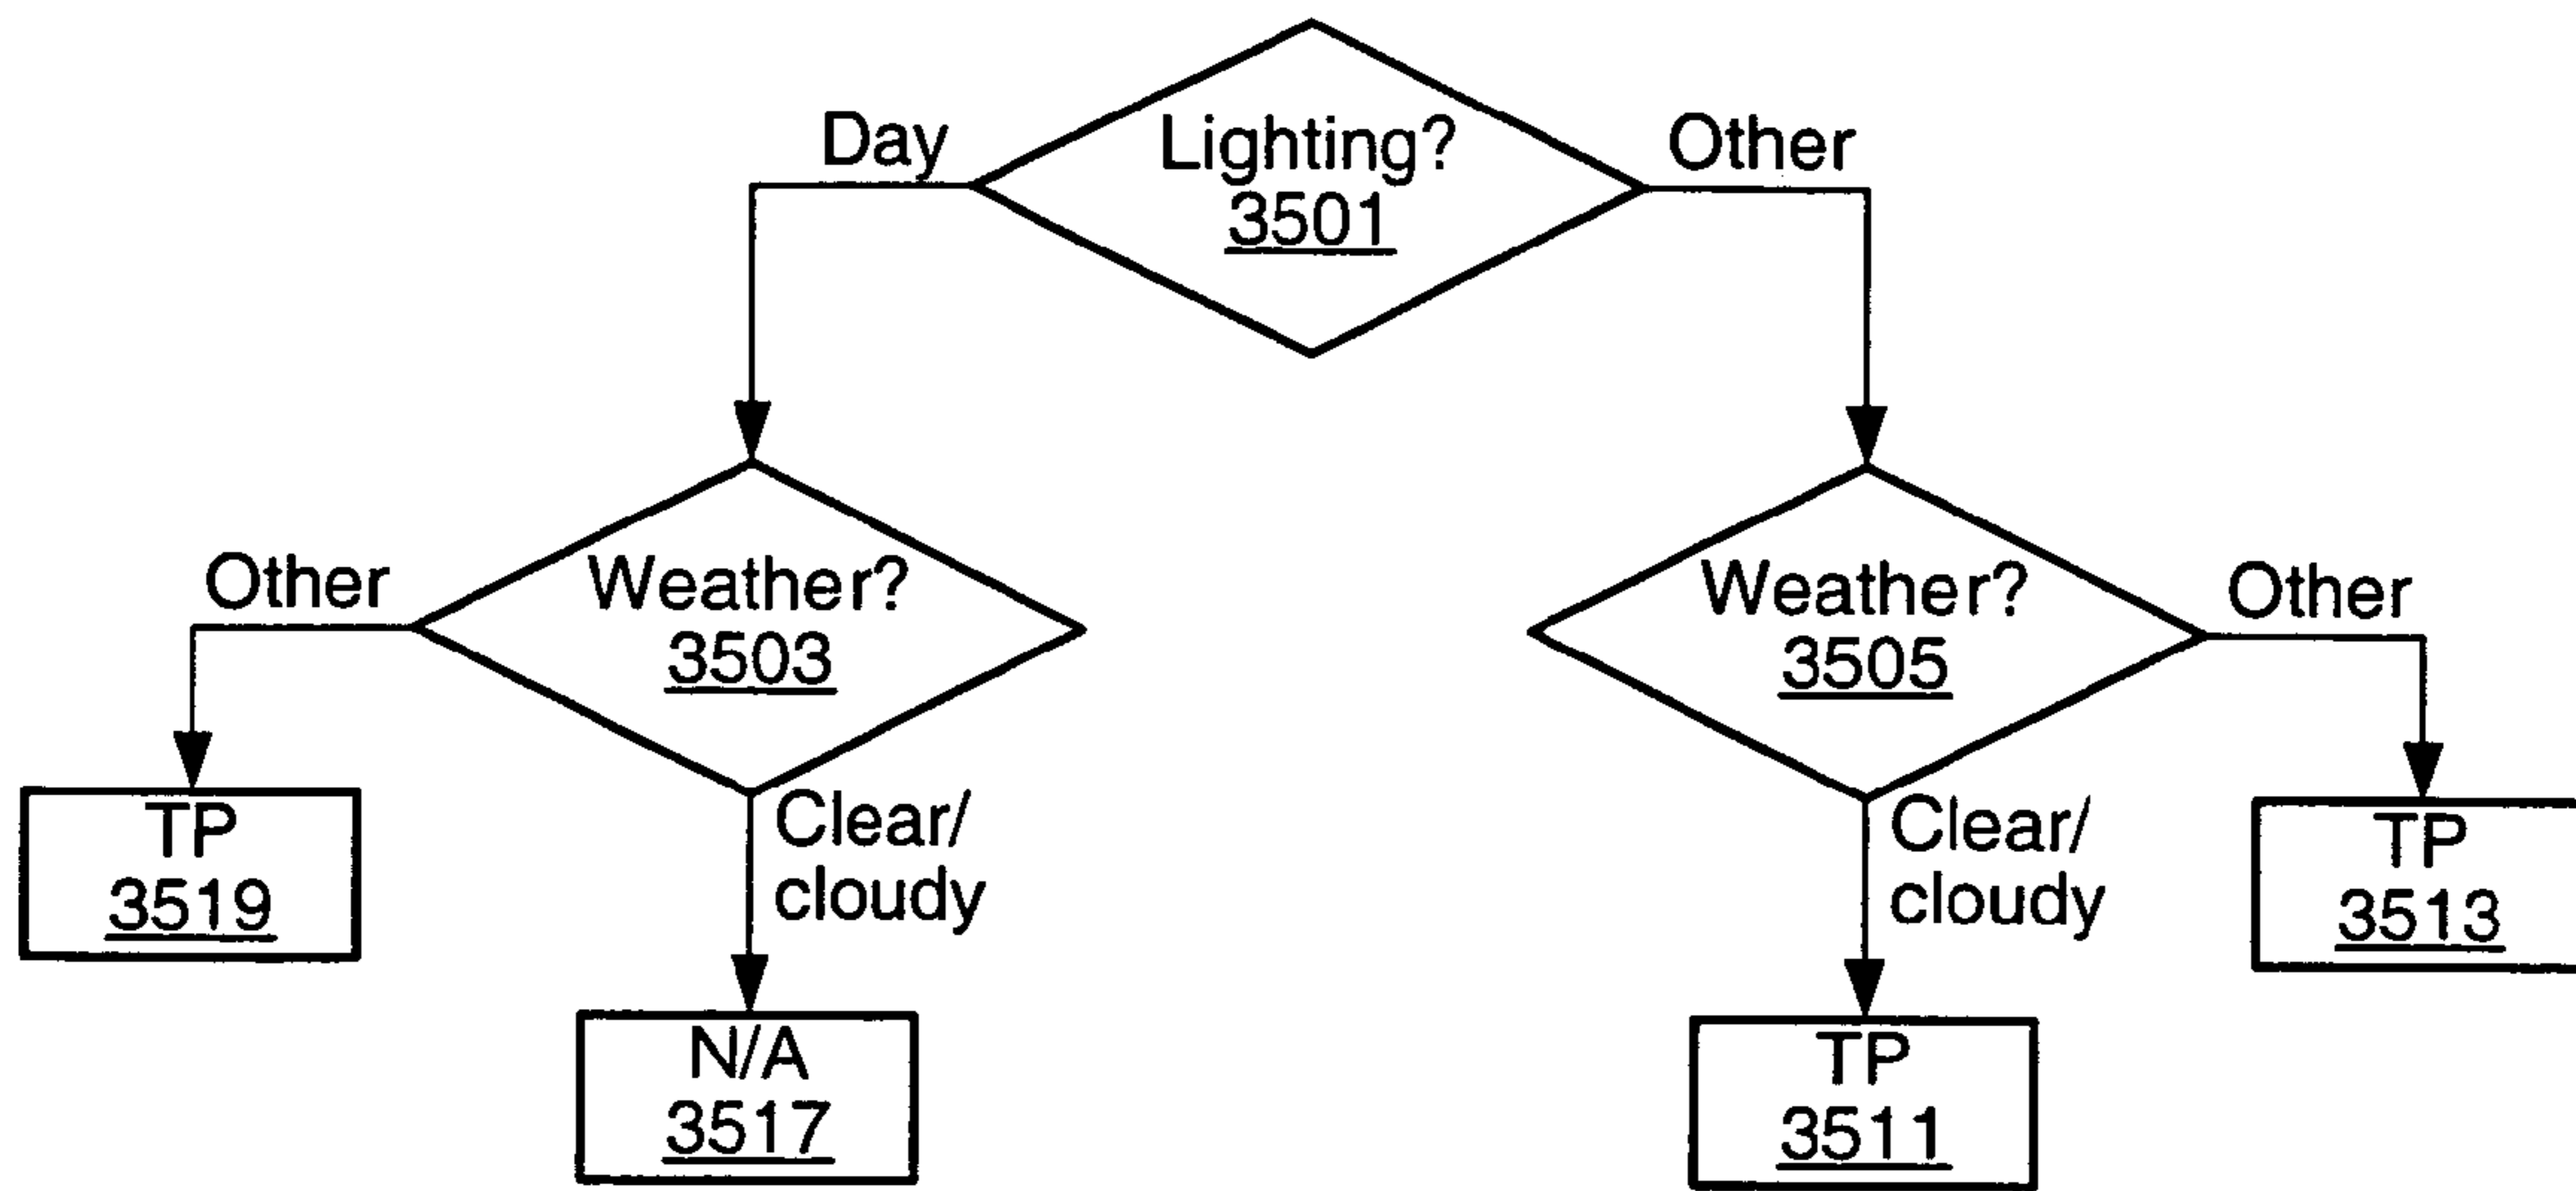 Lighting?
3501
Day
Other
Weather?
3503
Other
Clear/
cloudy
Weather?
3505
Other
Clear/
cloudy
TP
3519
N/A
3517
TP
3511
TP
3513